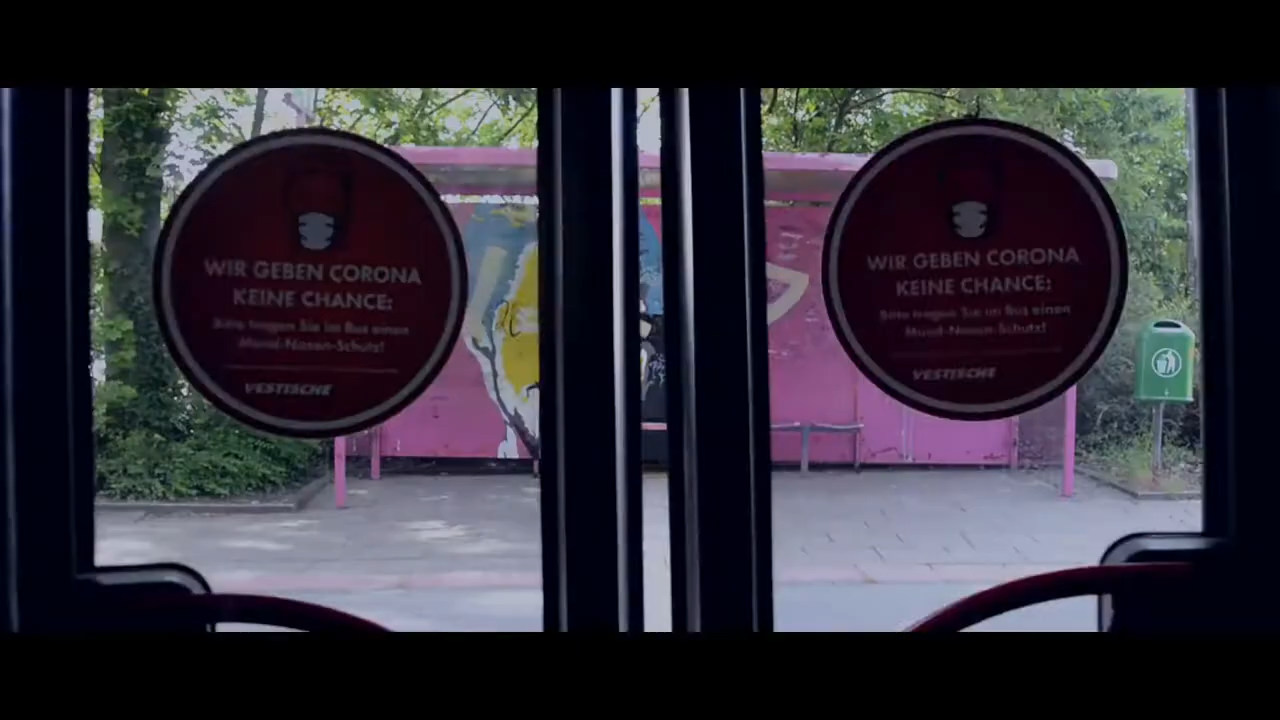 WIR GEBEN CORONA
KEINE CHANCE:
Bitte tragen Sie im Bus einen
Mund-Nasen-Schutz!
VESTISCHE
WIR GEBEN CORONA
KEINE CHANCE:
Bitte tragen Sie im Bus einen
Mund-Nasen-Schutz!
VESTISCHE